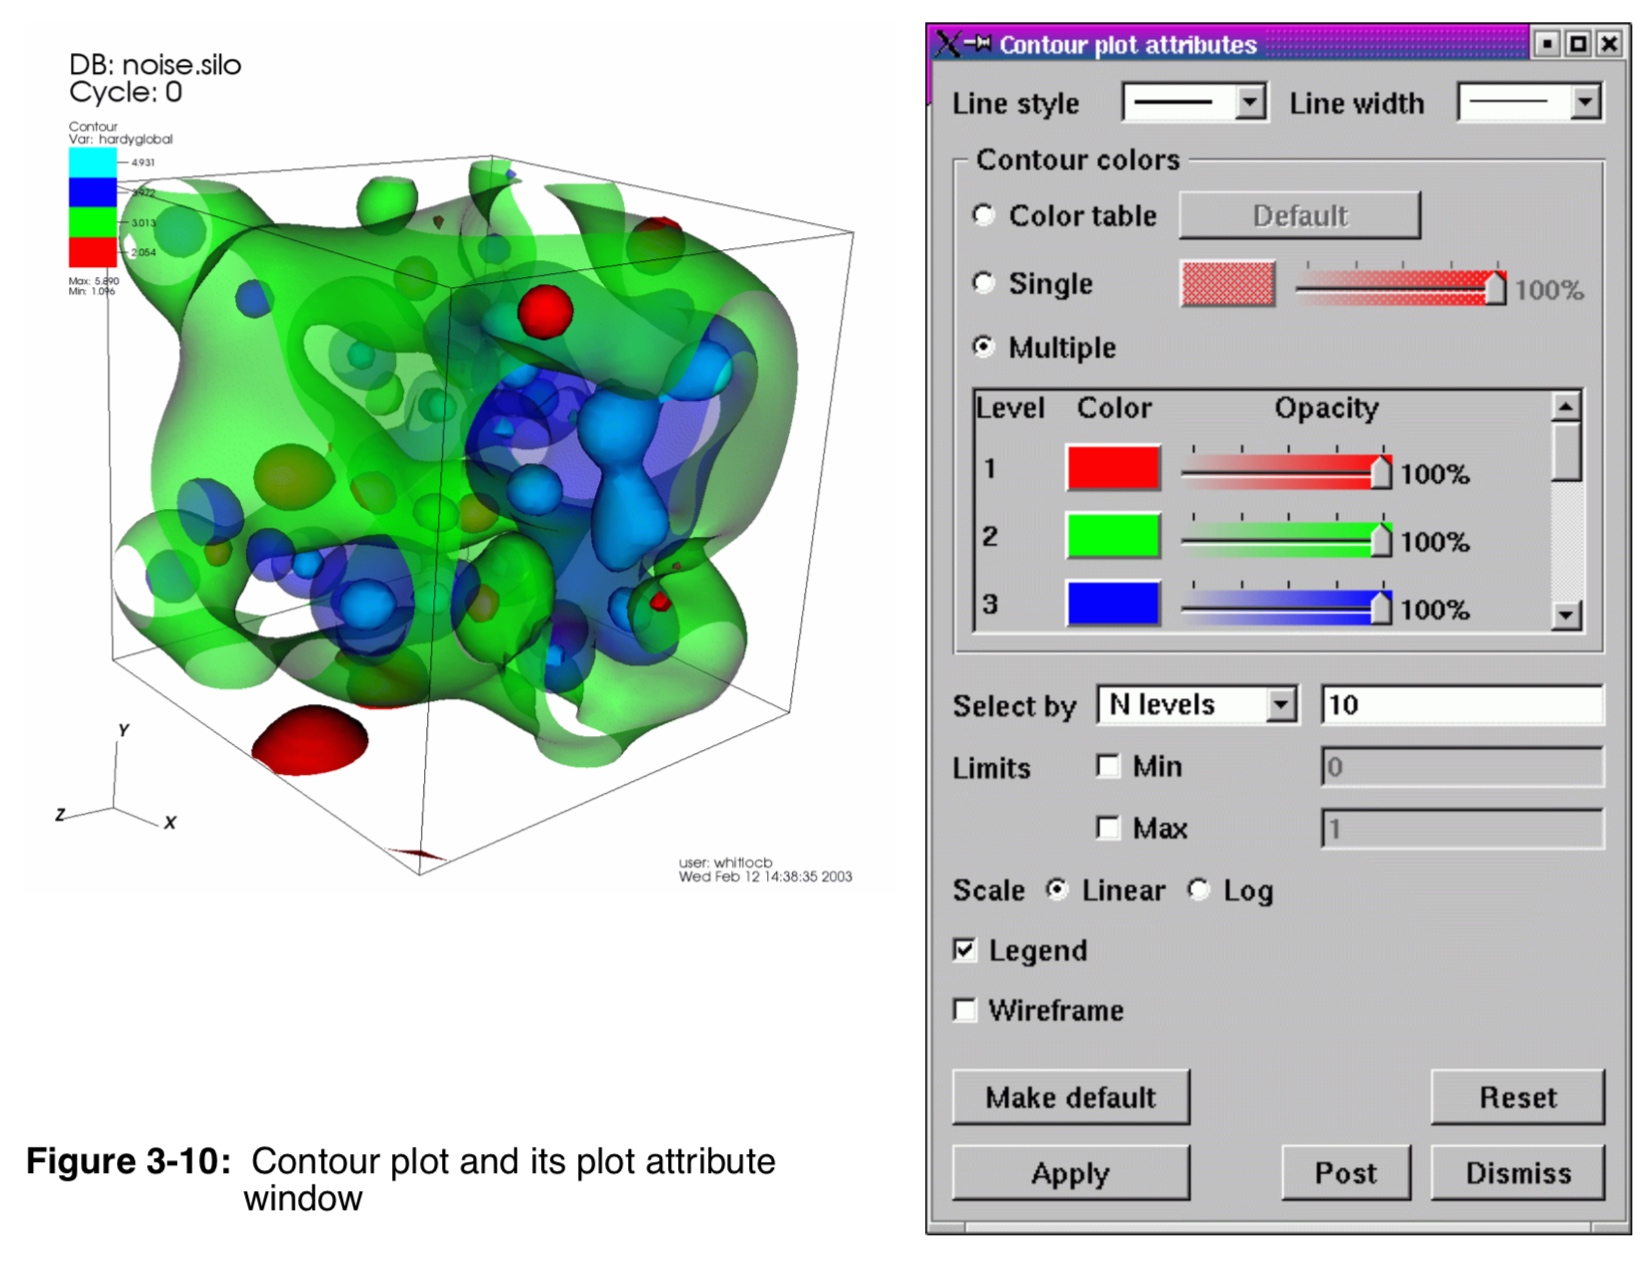 DB: noise.silo
Cycle: 0
Contour
Var: hardyglobal
4.931
3.972
3.013
2.054
Max: 5.890
Min: 1.096
Y
Z
X
user: whitlocb
Wed Feb 12 14:38:35 2003
Figure 3-10: Contour plot and its plot attribute
window
Contour plot attributes
Line style
Line width
Contour colors
Color table
Default
Single
100%
Multiple
Level Color Opacity
1 100%
2 100%
3 100%
Select by N levels 10
Limits Min 0
Max 1
Scale Linear Log
Legend
Wireframe
Make default Reset
Apply Post Dismiss